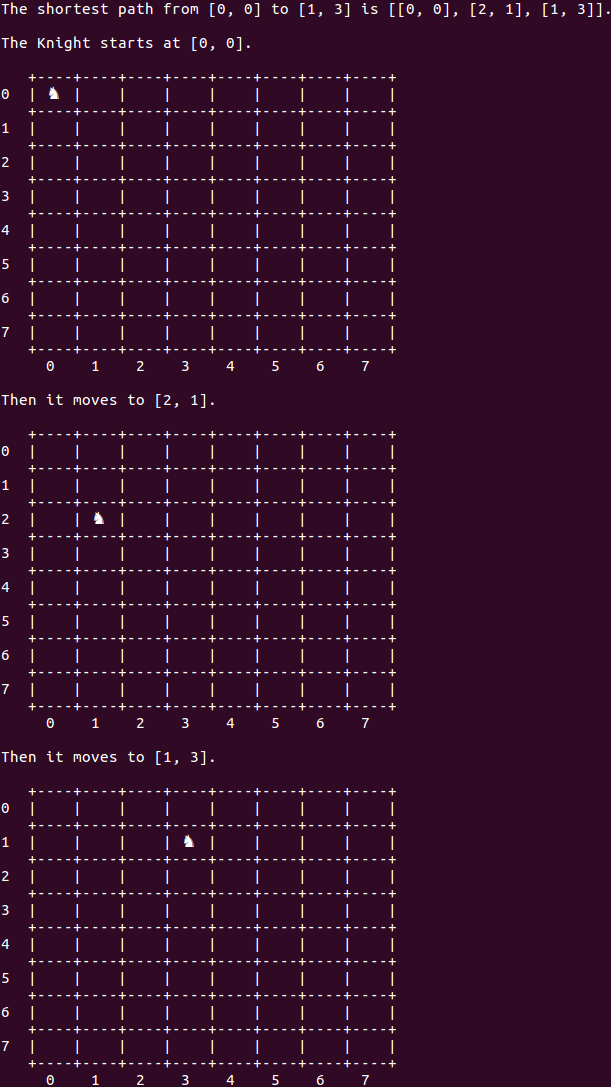 The shortest path from [0, 0] to [1, 3] is [[0, 0], [2, 1], [1, 3]].
The Knight starts at [0, 0].
   +----+----+----+----+----+----+----+----+
0  | ♞  |    |    |    |    |    |    |    |
   +----+----+----+----+----+----+----+----+
1  |    |    |    |    |    |    |    |    |
   +----+----+----+----+----+----+----+----+
2  |    |    |    |    |    |    |    |    |
   +----+----+----+----+----+----+----+----+
3  |    |    |    |    |    |    |    |    |
   +----+----+----+----+----+----+----+----+
4  |    |    |    |    |    |    |    |    |
   +----+----+----+----+----+----+----+----+
5  |    |    |    |    |    |    |    |    |
   +----+----+----+----+----+----+----+----+
6  |    |    |    |    |    |    |    |    |
   +----+----+----+----+----+----+----+----+
7  |    |    |    |    |    |    |    |    |
   +----+----+----+----+----+----+----+----+
     0    1    2    3    4    5    6    7
Then it moves to [2, 1].
   +----+----+----+----+----+----+----+----+
0  |    |    |    |    |    |    |    |    |
   +----+----+----+----+----+----+----+----+
1  |    |    |    |    |    |    |    |    |
   +----+----+----+----+----+----+----+----+
2  |    | ♞  |    |    |    |    |    |    |
   +----+----+----+----+----+----+----+----+
3  |    |    |    |    |    |    |    |    |
   +----+----+----+----+----+----+----+----+
4  |    |    |    |    |    |    |    |    |
   +----+----+----+----+----+----+----+----+
5  |    |    |    |    |    |    |    |    |
   +----+----+----+----+----+----+----+----+
6  |    |    |    |    |    |    |    |    |
   +----+----+----+----+----+----+----+----+
7  |    |    |    |    |    |    |    |    |
   +----+----+----+----+----+----+----+----+
     0    1    2    3    4    5    6    7
Then it moves to [1, 3].
   +----+----+----+----+----+----+----+----+
0  |    |    |    |    |    |    |    |    |
   +----+----+----+----+----+----+----+----+
1  |    |    |    | ♞  |    |    |    |    |
   +----+----+----+----+----+----+----+----+
2  |    |    |    |    |    |    |    |    |
   +----+----+----+----+----+----+----+----+
3  |    |    |    |    |    |    |    |    |
   +----+----+----+----+----+----+----+----+
4  |    |    |    |    |    |    |    |    |
   +----+----+----+----+----+----+----+----+
5  |    |    |    |    |    |    |    |    |
   +----+----+----+----+----+----+----+----+
6  |    |    |    |    |    |    |    |    |
   +----+----+----+----+----+----+----+----+
7  |    |    |    |    |    |    |    |    |
   +----+----+----+----+----+----+----+----+
     0    1    2    3    4    5    6    7